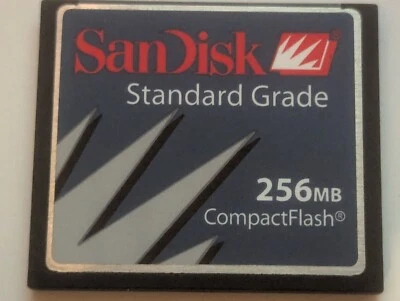 SanDisk
Standard Grade
256MB
CompactFlash®